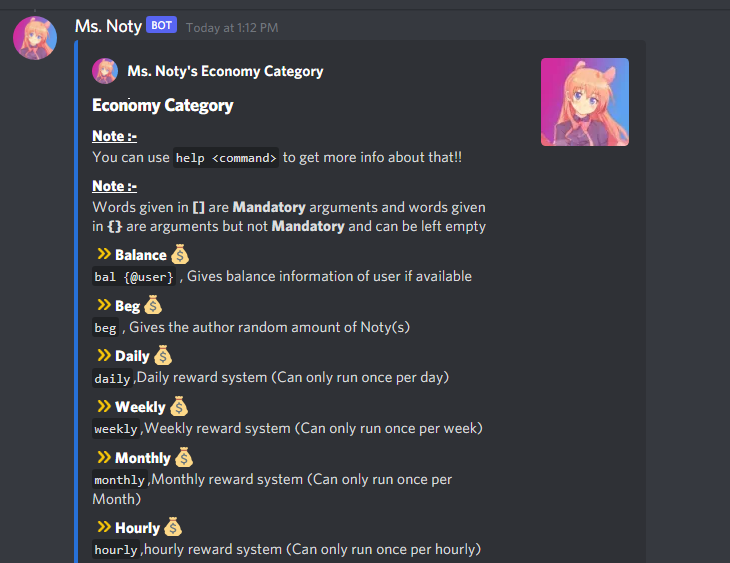 Ms. Noty BOT Today at 1:12 PM
Ms. Noty's Economy Category
Economy Category
Note :-
You can use help <command> to get more info about that!!
Note :-
Words given in [] are Mandatory arguments and words given
in {} are arguments but not Mandatory and can be left empty
Balance
bal {@user} , Gives balance information of user if available
Beg
beg , Gives the author random amount of Noty(s)
Daily
daily,Daily reward system (Can only run once per day)
Weekly
weekly,Weekly reward system (Can only run once per week)
Monthly
monthly,Monthly reward system (Can only run once per
Month)
Hourly
hourly,hourly reward system (Can only run once per hourly)